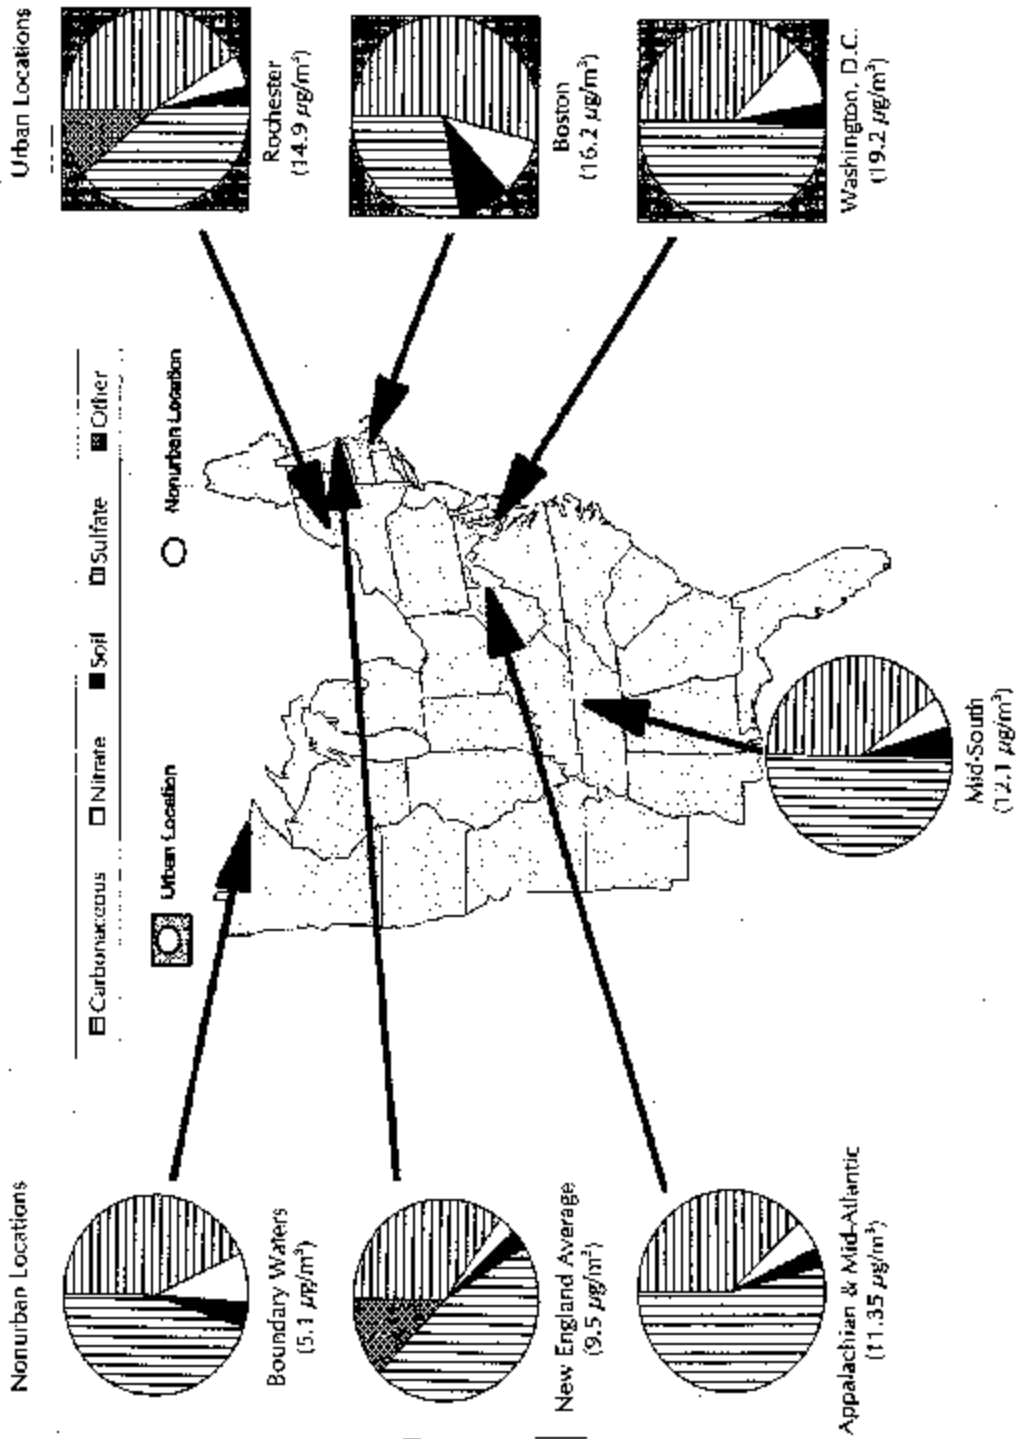 Nonurban Locations
Urban Locations
Carbonaceous Nitrate Soil Sulfate Other
Urban Location Nonurban Location
Boundary Waters
(5.1 µg/m³)
New England Average
(9.5 µg/m³)
Appalachian & Mid-Atlantic
(11.35 µg/m³)
Mid-South
(12.1 µg/m³)
Rochester
(14.9 µg/m³)
Boston
(16.2 µg/m³)
Washington, D.C.
(19.2 µg/m³)